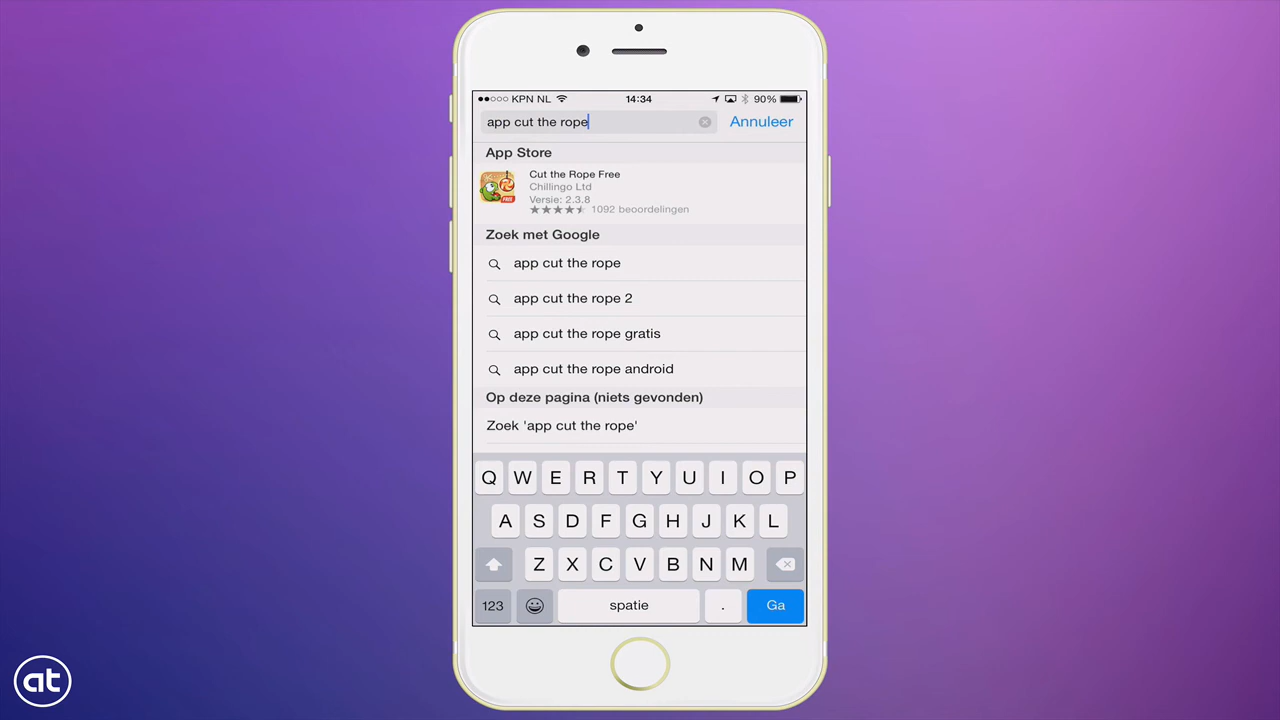 KPN NL 14:34 90%
app cut the rope Annuleer
App Store
Cut the Rope Free
Chillingo Ltd
Versie: 2.3.8
1092 beoordelingen
Zoek met Google
app cut the rope
app cut the rope 2
app cut the rope gratis
app cut the rope android
Op deze pagina (niets gevonden)
Zoek 'app cut the rope'
Q W E R T Y U I O P
A S D F G H J K L
Z X C V B N M
123 spatie . Ga
at